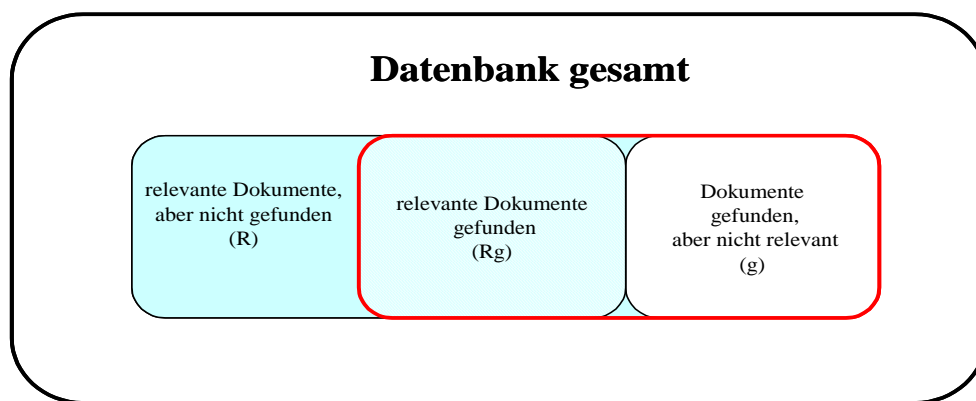 Datenbank gesamt
relevante Dokumente,
aber nicht gefunden
(R)
relevante Dokumente
gefunden
(Rg)
Dokumente
gefunden,
aber nicht relevant
(g)